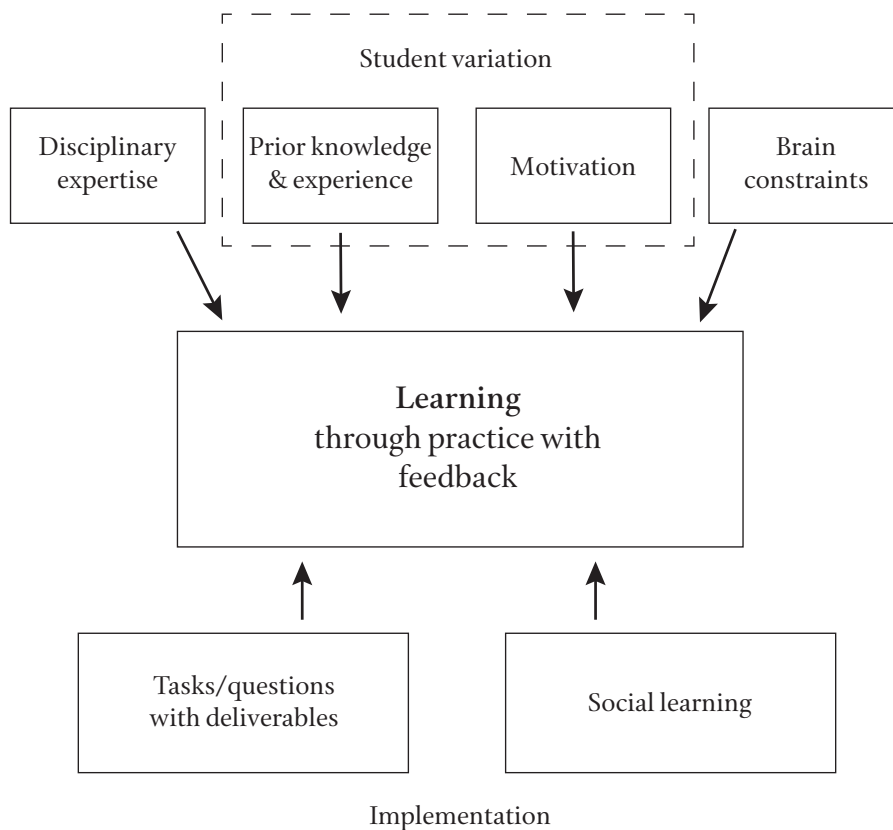 Student variation
Disciplinary
expertise
Prior knowledge
& experience
Motivation
Brain
constraints
Learning
through practice with
feedback
Tasks/questions
with deliverables
Social learning
Implementation